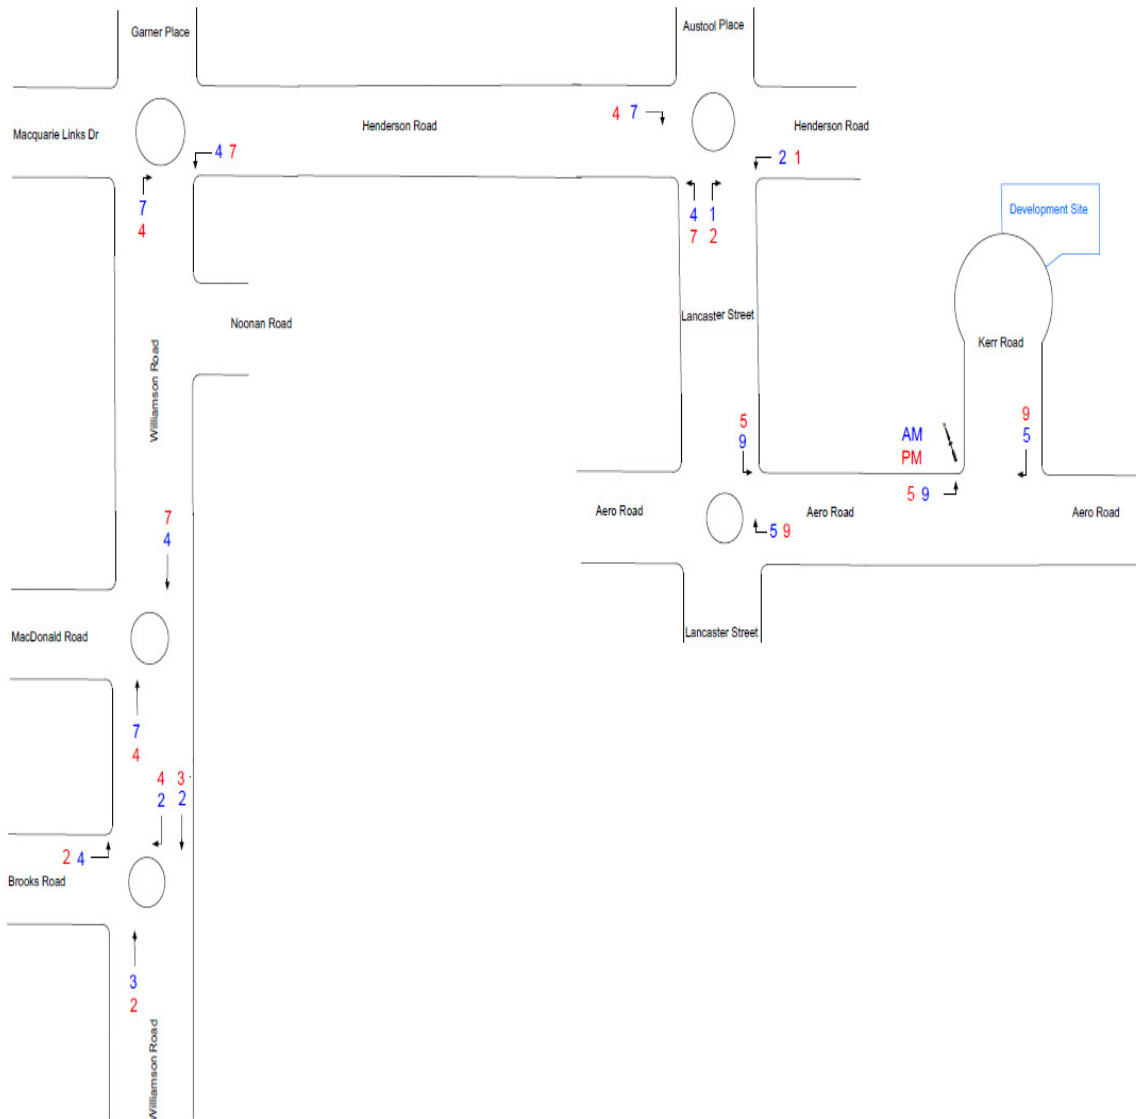 Garner Place
Austool Place
Macquarie Links Dr
Henderson Road
4 7
Henderson Road
4 7
2 1
7
4
4 1
7 2
Development Site
Noonan Road
Lancaster Street
Kerr Road
Williamson Road
5
9
AM
PM
9
5
5 9
Aero Road
Aero Road
Aero Road
7
4
5 9
MacDonald Road
Lancaster Street
7
4
4 3
2 2
2 4
Brooks Road
3
2
Williamson Road